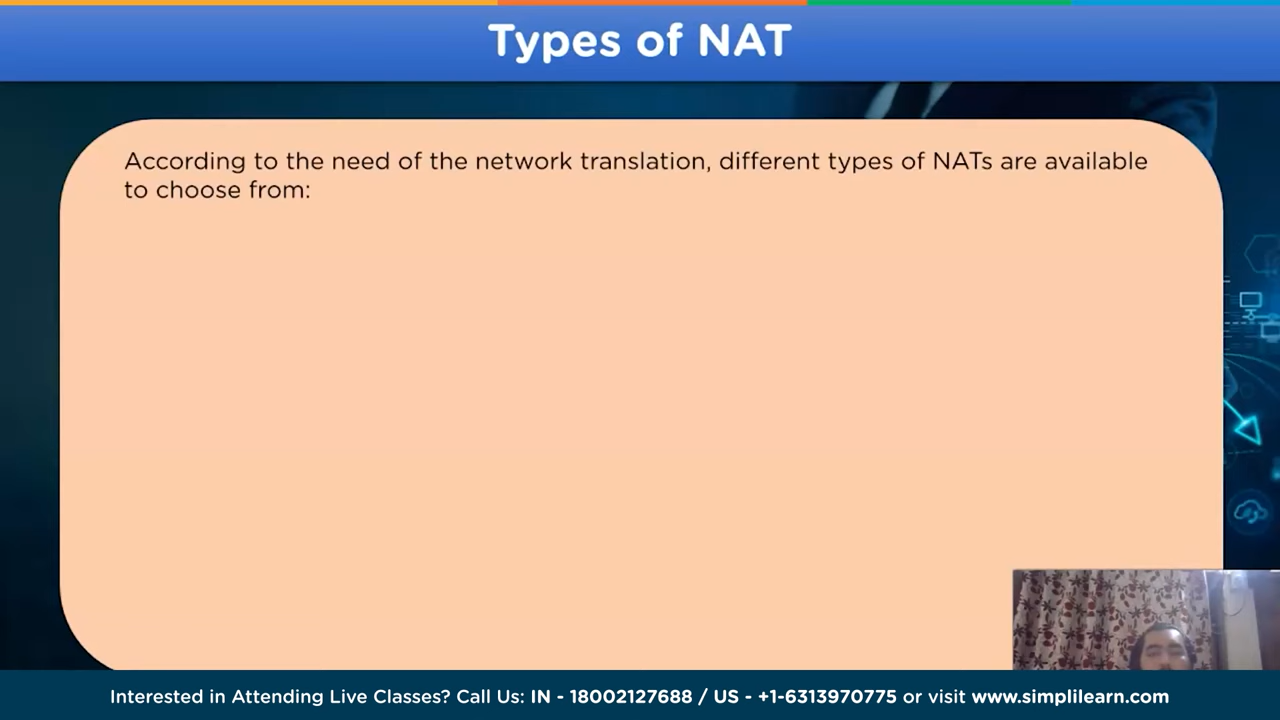 Types of NAT
According to the need of the network translation, different types of NATs are available
to choose from:
Interested in Attending Live Classes? Call Us: IN - 18002127688 / US - +1-6313970775 or visit www.simplilearn.com